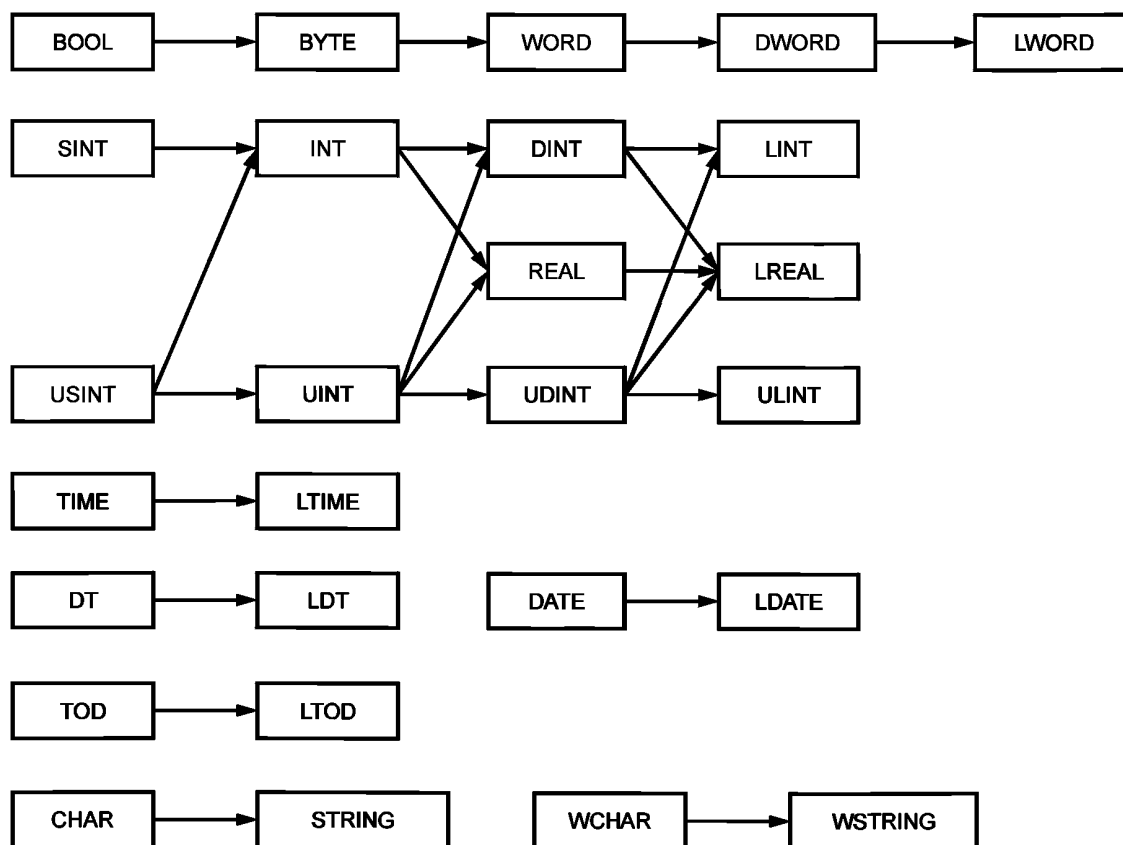 BOOL BYTE WORD DWORD LWORD
SINT INT DINT LINT
REAL LREAL
USINT UINT UDINT ULINT
TIME LTIME
DT LDT DATE LDATE
TOD LTOD
CHAR STRING WCHAR WSTRING